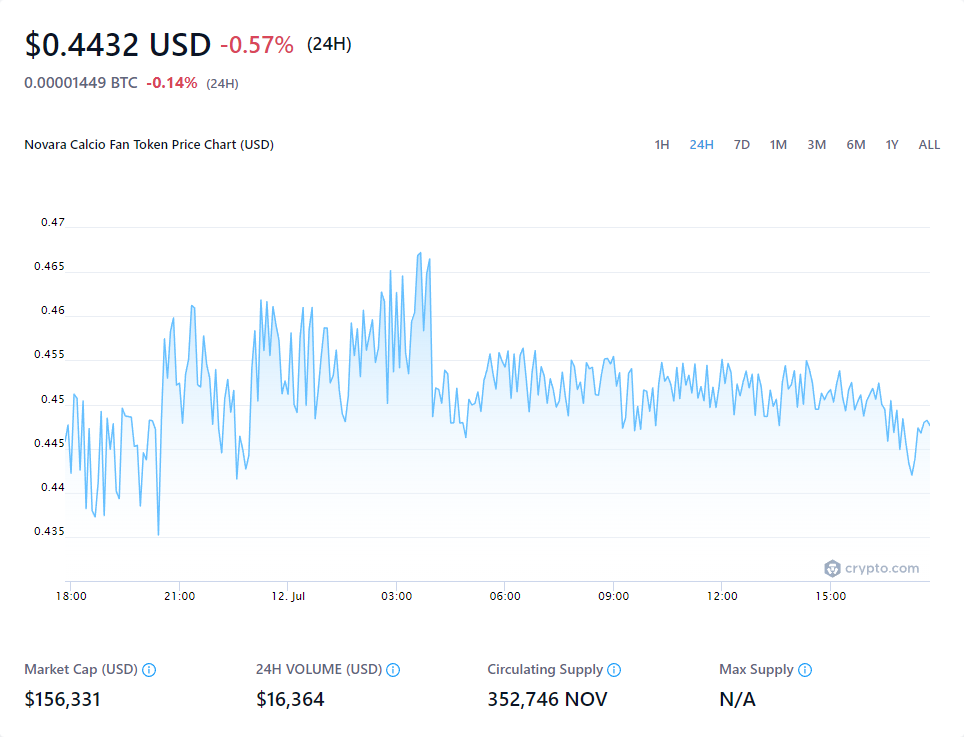 $0.4432 USD -0.57% (24H)
0.00001449 BTC -0.14% (24H)
Novara Calcio Fan Token Price Chart (USD) 1H 24H 7D 1M 3M 6M 1Y ALL
0.47
0.465
0.46
0.455
0.45
0.445
0.44
0.435
crypto.com
18:00 21:00 12. Jul 03:00 06:00 09:00 12:00 15:00
Market Cap (USD) 24H VOLUME (USD) Circulating Supply Max Supply
$156,331 $16,364 352,746 NOV N/A